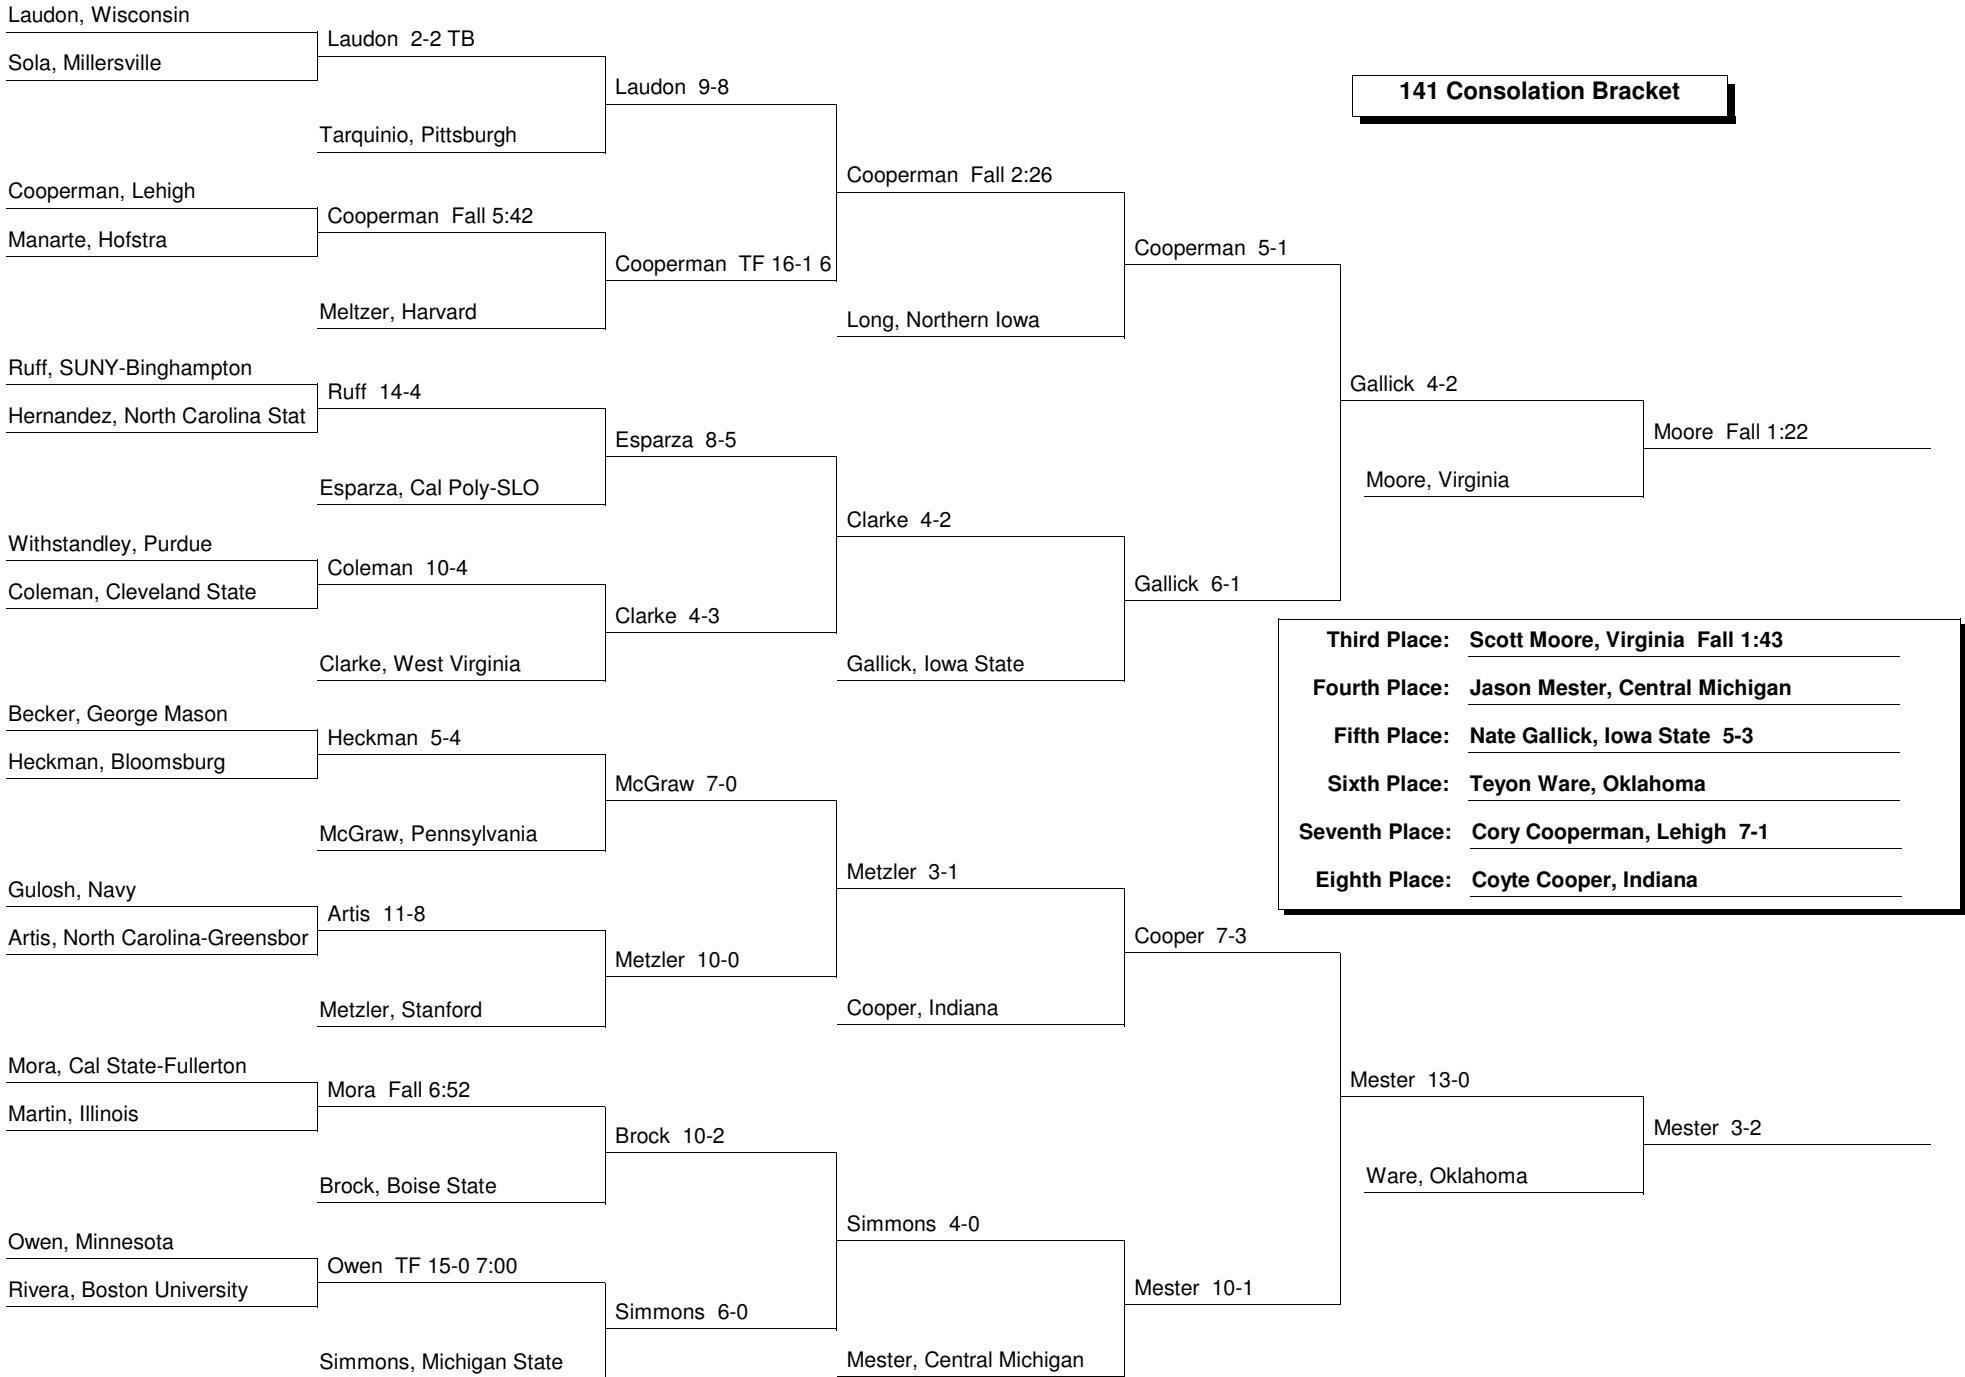 Laudon, Wisconsin
Laudon 2-2 TB
Sola, Millersville
Laudon 9-8
141 Consolation Bracket
Tarquinio, Pittsburgh
Cooperman Fall 2:26
Cooperman, Lehigh
Cooperman Fall 5:42
Manarte, Hofstra
Cooperman 5-1
Cooperman TF 16-1 6
Meltzer, Harvard
Long, Northern Iowa
Ruff, SUNY-Binghampton
Gallick 4-2
Ruff 14-4
Hernandez, North Carolina Stat
Moore Fall 1:22
Esparza 8-5
Moore, Virginia
Esparza, Cal Poly-SLO
Clarke 4-2
Withstandley, Purdue
Coleman 10-4
Gallick 6-1
Coleman, Cleveland State
Clarke 4-3
Third Place: Scott Moore, Virginia Fall 1:43
Clarke, West Virginia
Gallick, Iowa State
Fourth Place: Jason Mester, Central Michigan
Becker, George Mason
Heckman 5-4
Fifth Place: Nate Gallick, Iowa State 5-3
Heckman, Bloomsburg
McGraw 7-0
Sixth Place: Teyon Ware, Oklahoma
McGraw, Pennsylvania
Seventh Place: Cory Cooperman, Lehigh 7-1
Metzler 3-1
Eighth Place: Coyte Cooper, Indiana
Gulosh, Navy
Artis 11-8
Artis, North Carolina-Greensbor
Cooper 7-3
Metzler 10-0
Metzler, Stanford
Cooper, Indiana
Mora, Cal State-Fullerton
Mester 13-0
Mora Fall 6:52
Martin, Illinois
Mester 3-2
Brock 10-2
Ware, Oklahoma
Brock, Boise State
Simmons 4-0
Owen, Minnesota
Owen TF 15-0 7:00
Rivera, Boston University
Mester 10-1
Simmons 6-0
Simmons, Michigan State
Mester, Central Michigan